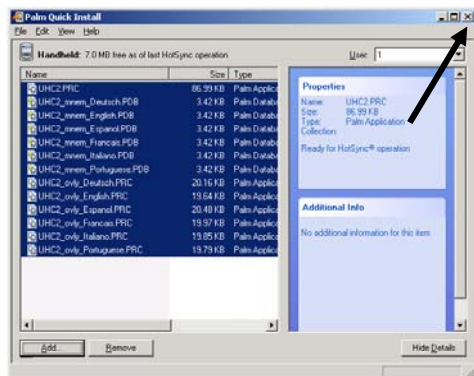 Palm Quick Install
File Edit View Help
Handheld: 7.0 MB free as of last HotSync operation
User: 1
Name Size Type
UHC2.PRC 86.99 KB Palm Applica
UHC2_mnem_Deutsch.PDB 3.42 KB Palm Databa
UHC2_mnem_English.PDB 3.42 KB Palm Databa
UHC2_mnem_Espanol.PDB 3.42 KB Palm Databa
UHC2_mnem_Francais.PDB 3.42 KB Palm Databa
UHC2_mnem_Italiano.PDB 3.42 KB Palm Databa
UHC2_mnem_Portuguese.PDB 3.42 KB Palm Databa
UHC2_ovly_Deutsch.PRC 20.16 KB Palm Applica
UHC2_ovly_English.PRC 19.64 KB Palm Applica
UHC2_ovly_Espanol.PRC 20.48 KB Palm Applica
UHC2_ovly_Francais.PRC 19.97 KB Palm Applica
UHC2_ovly_Italiano.PRC 19.85 KB Palm Applica
UHC2_ovly_Portuguese.PRC 19.79 KB Palm Applica
Properties
Name: UHC2.PRC
Size: 86.99 KB
Type: Palm Application
Collection:
Ready for HotSync® operation
Additional Info
No additional information for this item
Add... Remove Hide Details